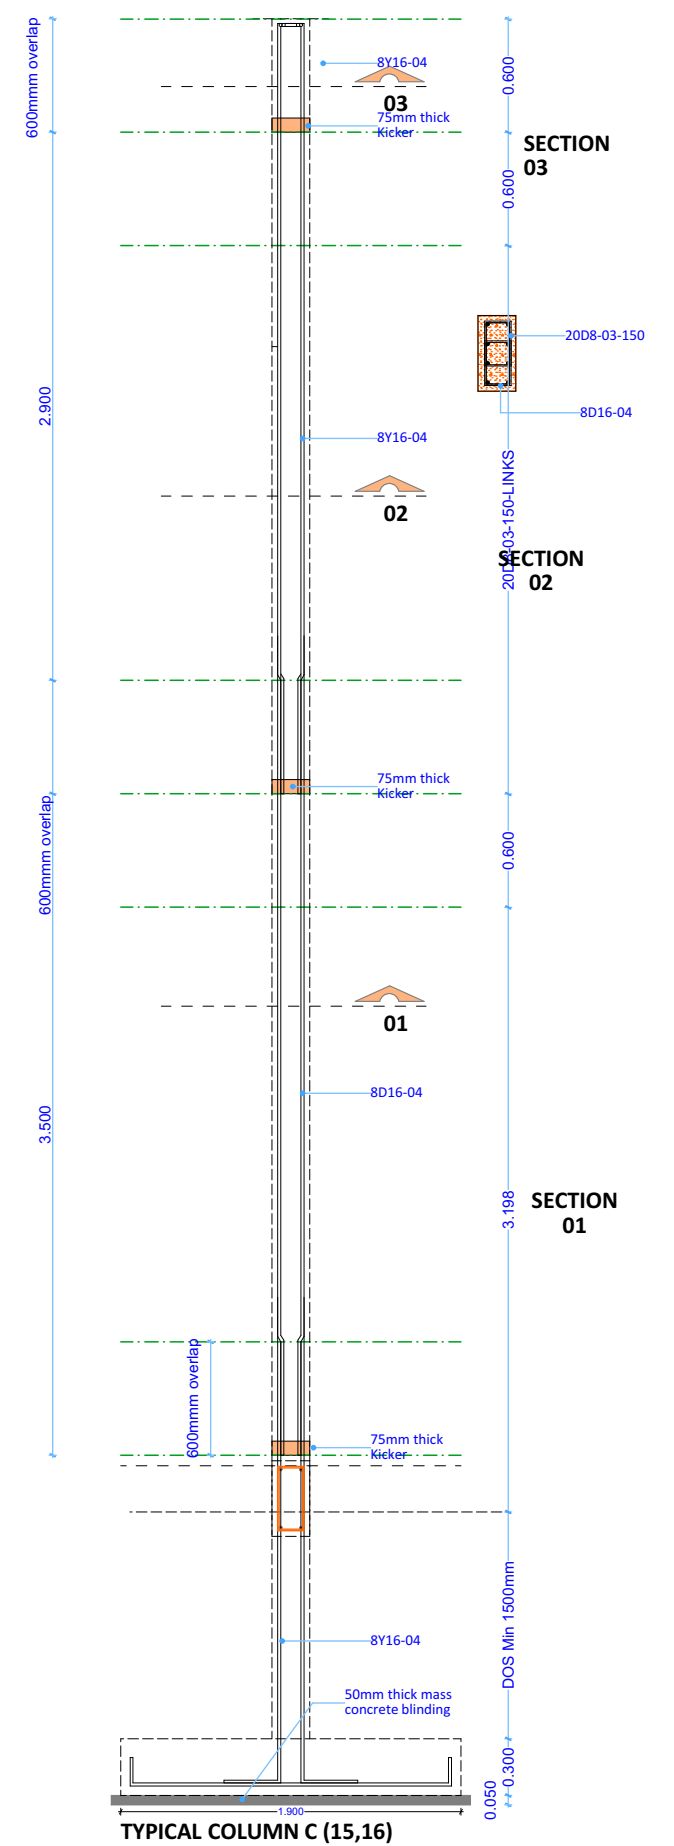 600mmm overlap
8Y16-04
0.600
03
75mm thick
Kicker
SECTION
03
0.600
20D8-03-150
8D16-04
2.900
8Y16-04
20D8-03-150-LINKS
02
SECTION
02
75mm thick
Kicker
600mmm overlap
0.600
01
8D16-04
3.500
3.198
SECTION
01
600mmm overlap
75mm thick
Kicker
DOS Min 1500mm
8Y16-04
50mm thick mass
concrete blinding
0.300
0.050
1.900
TYPICAL COLUMN C (15,16)